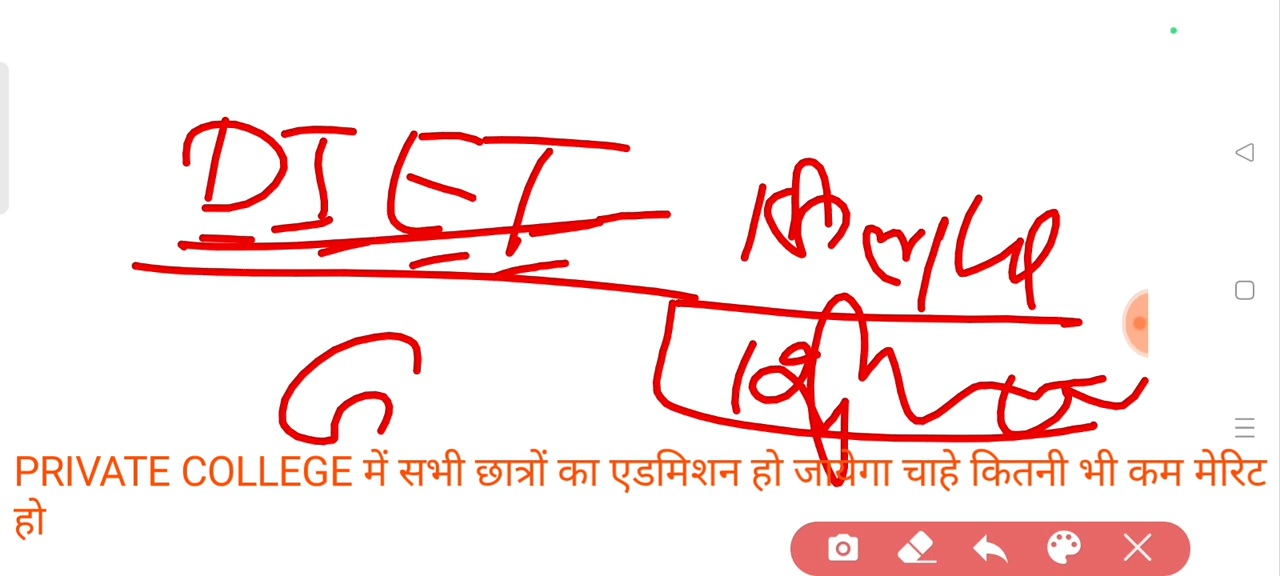 DIET
G
PRIVATE COLLEGE में सभी छात्रों का एडमिशन हो जायेगा चाहे कितनी भी कम मेरिट
हो